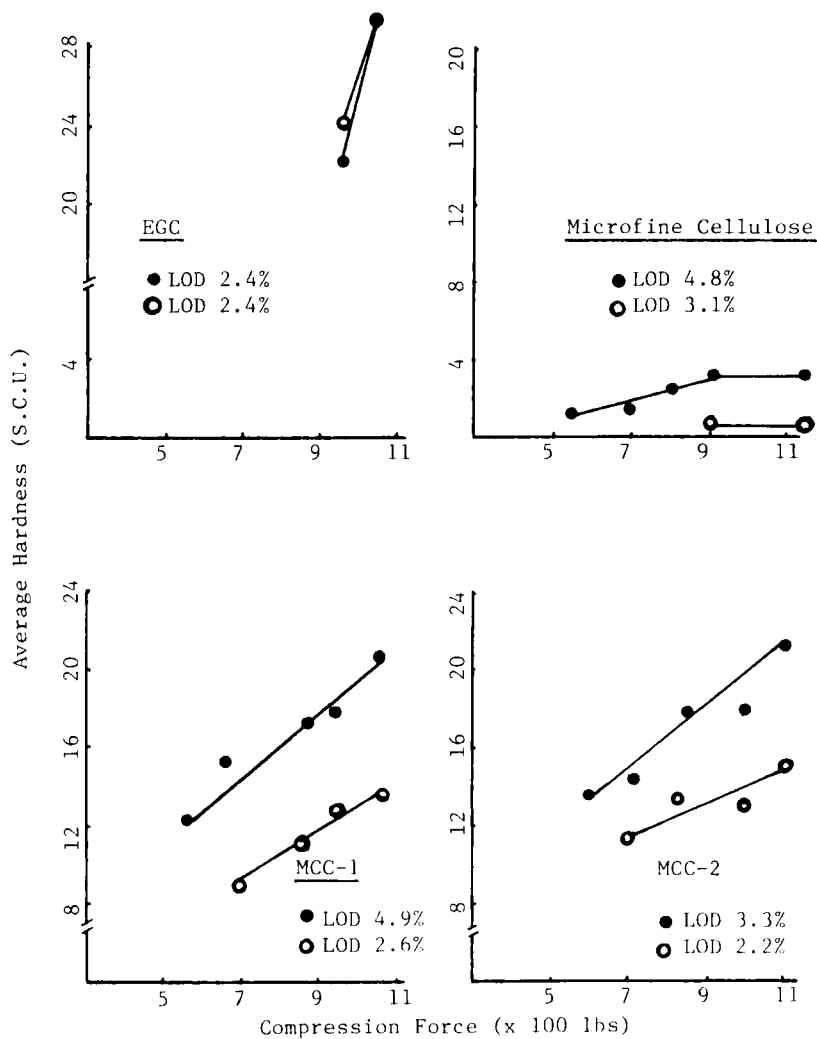 28
24
20
4
EGC
LOD 2.4%
LOD 2.4%
5
7
9
11
20
16
12
8
4
Microfine Cellulose
LOD 4.8%
LOD 3.1%
5
7
9
11
Average Hardness (S.C.U.)
24
20
16
12
8
MCC-1
LOD 4.9%
LOD 2.6%
5
7
9
11
24
20
16
12
8
MCC-2
LOD 3.3%
LOD 2.2%
5
7
9
11
Compression Force (x 100 lbs)